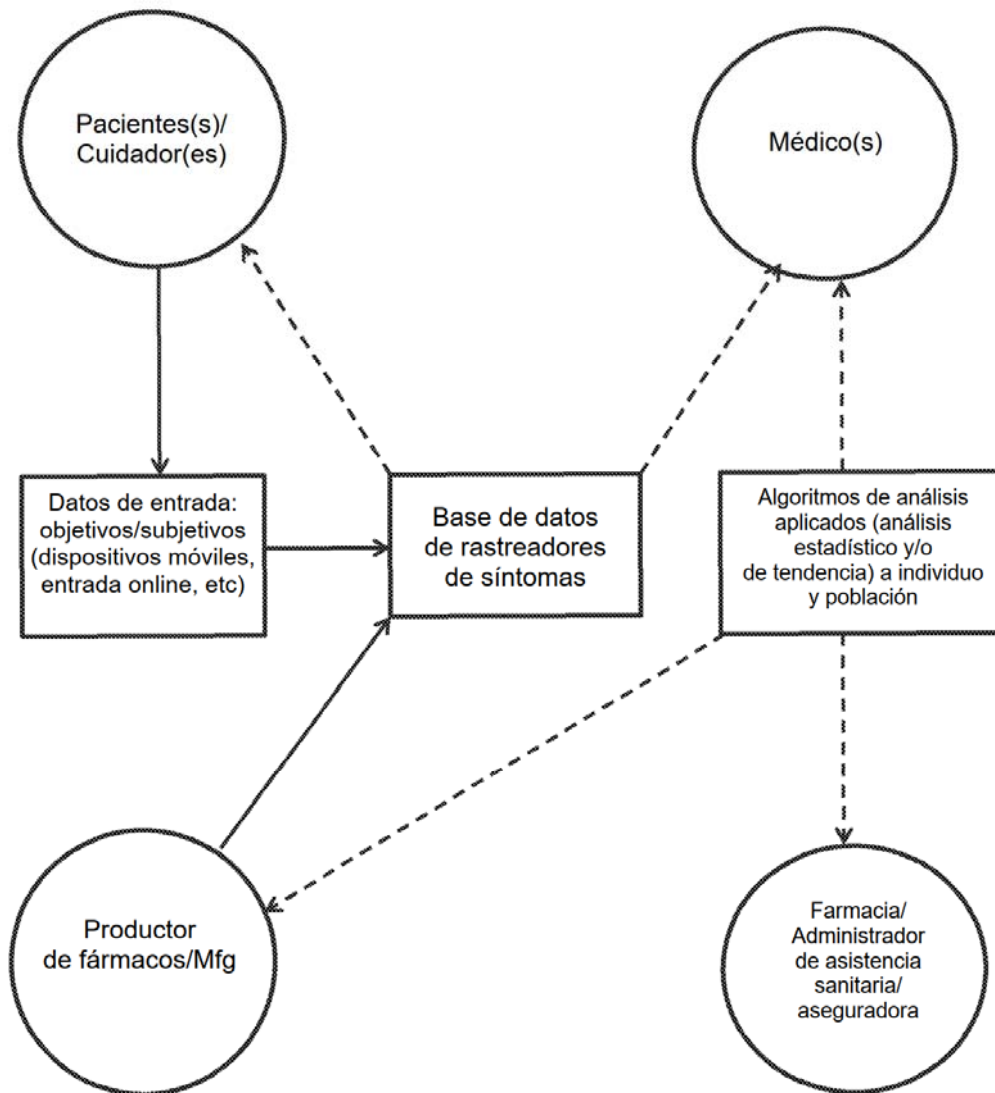 Pacientes(s)/
Cuidador(es)
Médico(s)
Datos de entrada:
objetivos/subjetivos
(dispositivos móviles,
entrada online, etc)
Base de datos
de rastreadores
de síntomas
Algoritmos de análisis
aplicados (análisis
estadístico y/o
de tendencia) a individuo
y población
Productor
de fármacos/Mfg
Farmacia/
Administrador
de asistencia
sanitaria/
aseguradora